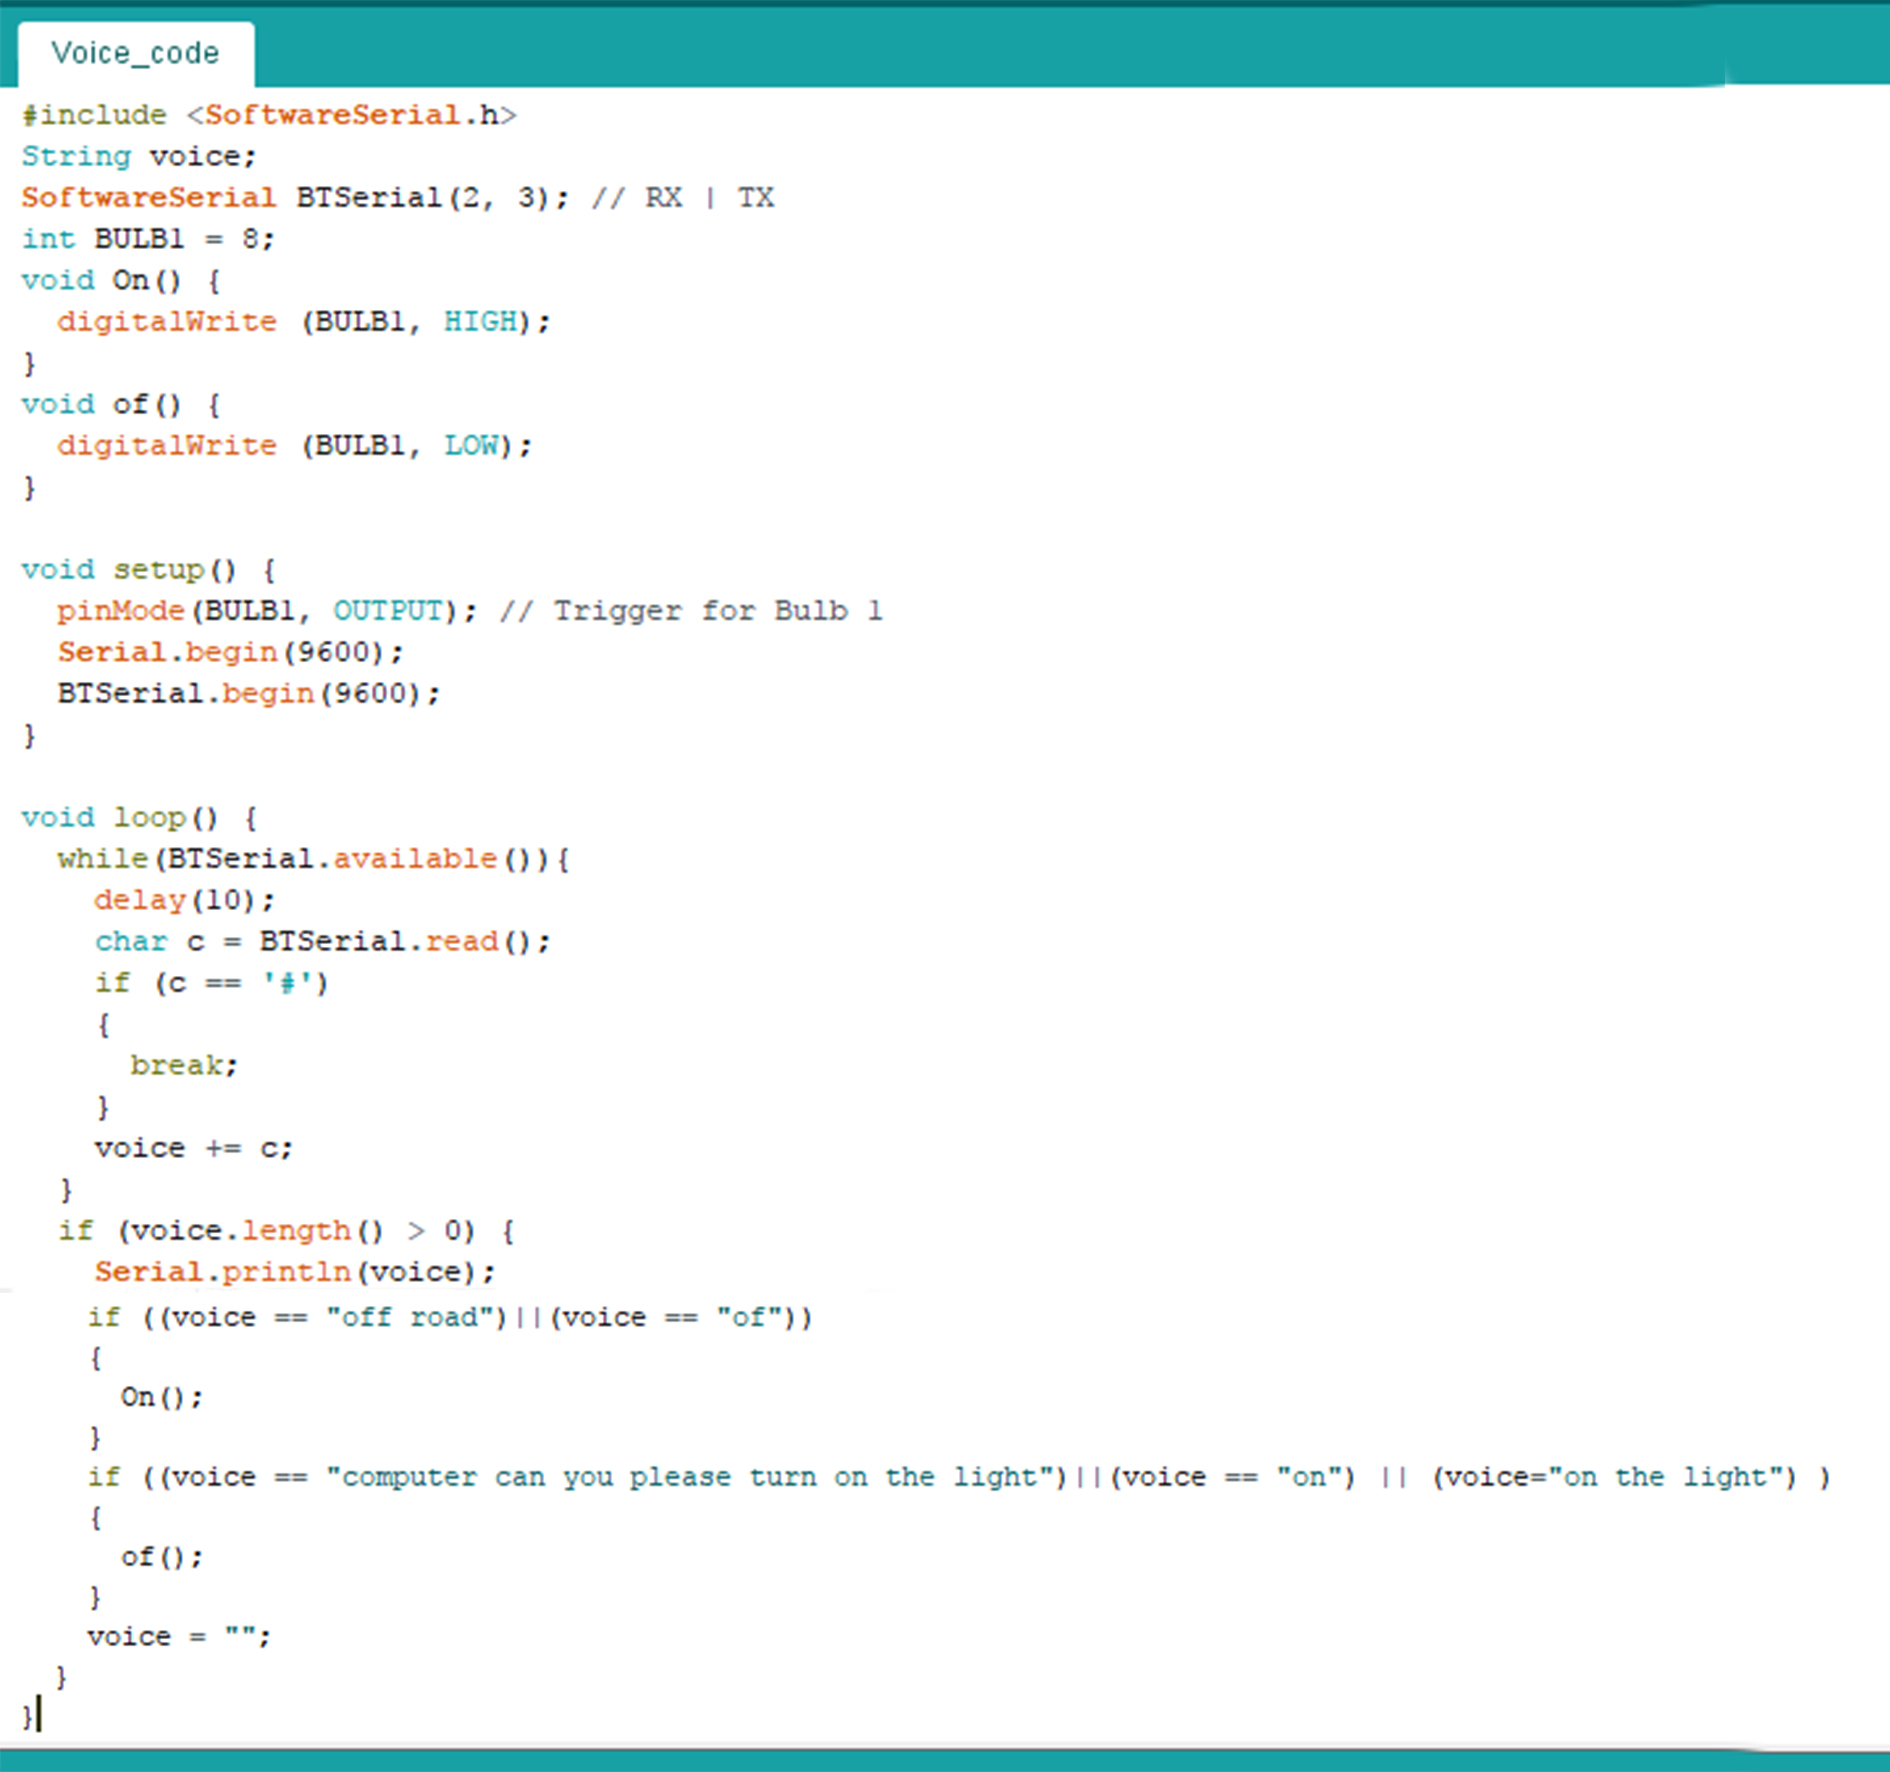 Voice_code
#include <SoftwareSerial.h>
String voice;
SoftwareSerial BTSerial(2, 3); // RX | TX
int BULB1 = 8;
void On() {
  digitalWrite (BULB1, HIGH);
}
void of() {
  digitalWrite (BULB1, LOW);
}
void setup() {
  pinMode(BULB1, OUTPUT); // Trigger for Bulb 1
  Serial.begin(9600);
  BTSerial.begin(9600);
}
void loop() {
  while(BTSerial.available()){
    delay(10);
    char c = BTSerial.read();
    if (c == '#')
    {
      break;
    }
    voice += c;
  }
  if (voice.length() > 0) {
    Serial.println(voice);
    if ((voice == "off road")||(voice == "of"))
    {
      On();
    }
    if ((voice == "computer can you please turn on the light")||(voice == "on") || (voice="on the light") )
    {
      of();
    }
    voice = "";
  }
}